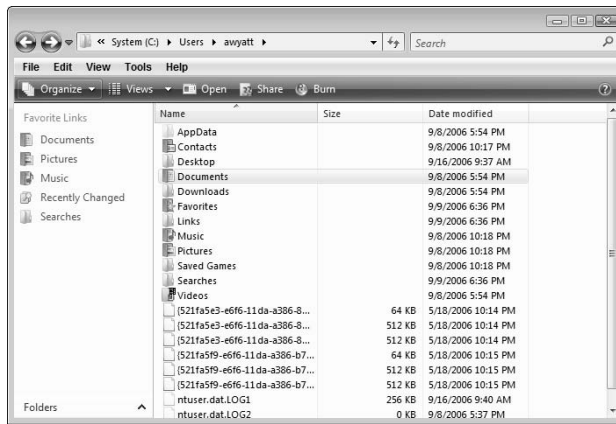 « System (C:) ▸ Users ▸ awyatt ▸ Search
File Edit View Tools Help
Organize Views Open Share Burn
Favorite Links
Documents
Pictures
Music
Recently Changed
Searches
Folders
Name Size Date modified
AppData 9/8/2006 5:54 PM
Contacts 9/8/2006 10:17 PM
Desktop 9/16/2006 9:37 AM
Documents 9/8/2006 5:54 PM
Downloads 9/8/2006 5:54 PM
Favorites 9/9/2006 6:36 PM
Links 9/9/2006 6:36 PM
Music 9/8/2006 10:18 PM
Pictures 9/8/2006 10:18 PM
Saved Games 9/8/2006 10:18 PM
Searches 9/9/2006 6:36 PM
Videos 9/8/2006 5:54 PM
{521fa5e3-e6f6-11da-a386-8... 64 KB 5/18/2006 10:14 PM
{521fa5e3-e6f6-11da-a386-8... 512 KB 5/18/2006 10:14 PM
{521fa5e3-e6f6-11da-a386-8... 512 KB 5/18/2006 10:14 PM
{521fa5f9-e6f6-11da-a386-b7... 64 KB 5/18/2006 10:15 PM
{521fa5f9-e6f6-11da-a386-b7... 512 KB 5/18/2006 10:15 PM
{521fa5f9-e6f6-11da-a386-b7... 512 KB 5/18/2006 10:15 PM
ntuser.dat.LOG1 256 KB 9/16/2006 9:40 AM
ntuser.dat.LOG2 0 KB 9/8/2006 5:37 PM